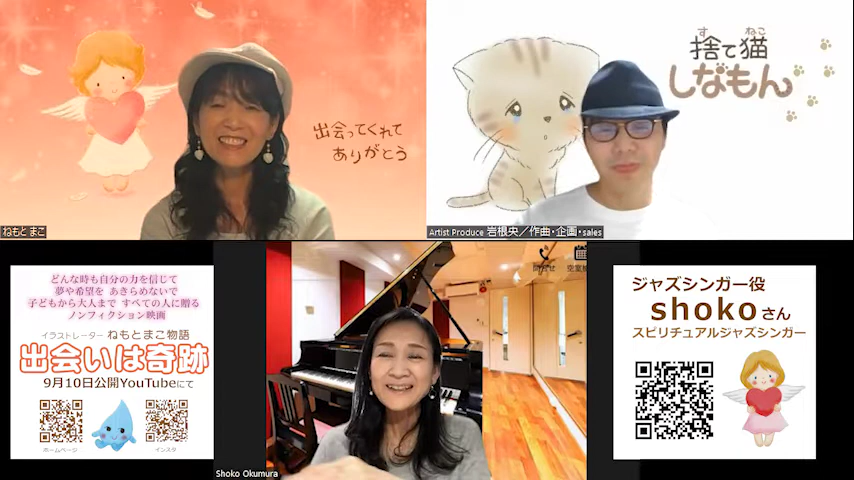 出会ってくれて
ありがとう
ねもと まこ
捨て猫
すねこ
しなもん
Artist Produce 岩根央／作曲・企画・sales
どんな時も自分の力を信じて
夢や希望を あきらめないで
子どもから大人まで すべての人に贈る
ノンフィクション映画
イラストレーター ねもとまこ物語
出会いは奇跡
9月10日公開YouTubeにて
ホームページ
インスタ
Shoko Okumura
ジャズシンガー役
shokoさん
スピリチュアルジャズシンガー